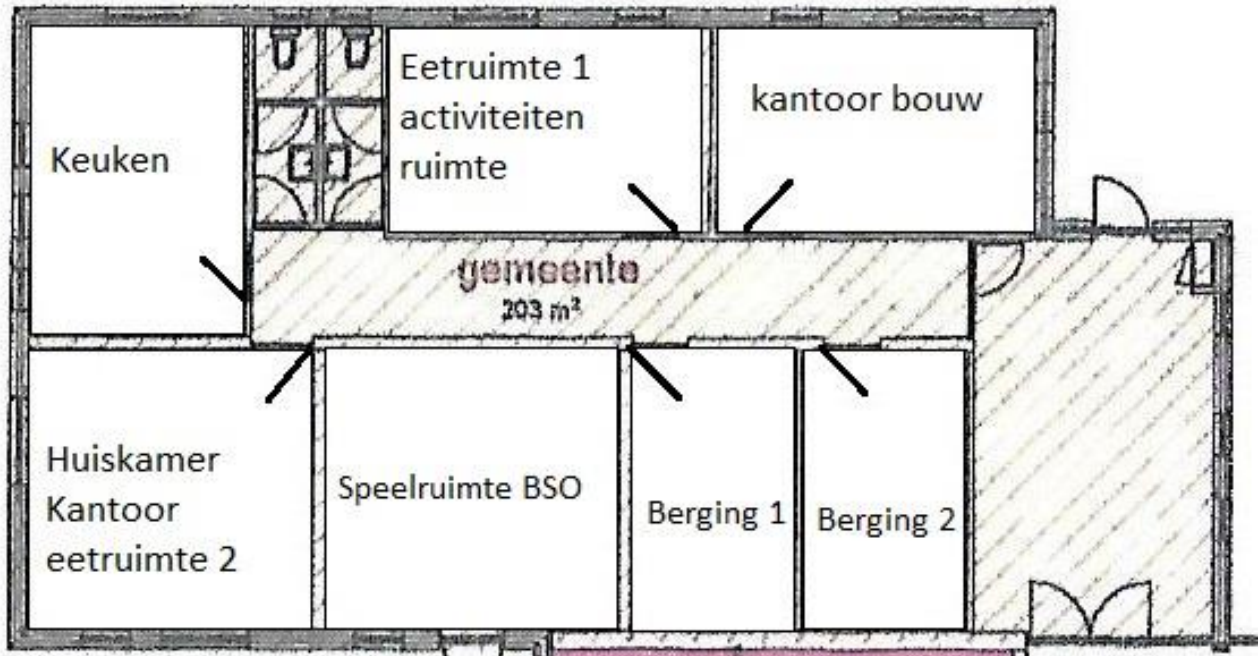 Keuken
Eetruimte 1
activiteiten
ruimte
kantoor bouw
gemeente
203 m²
Huiskamer
Kantoor
eetruimte 2
Speelruimte BSO
Berging 1
Berging 2